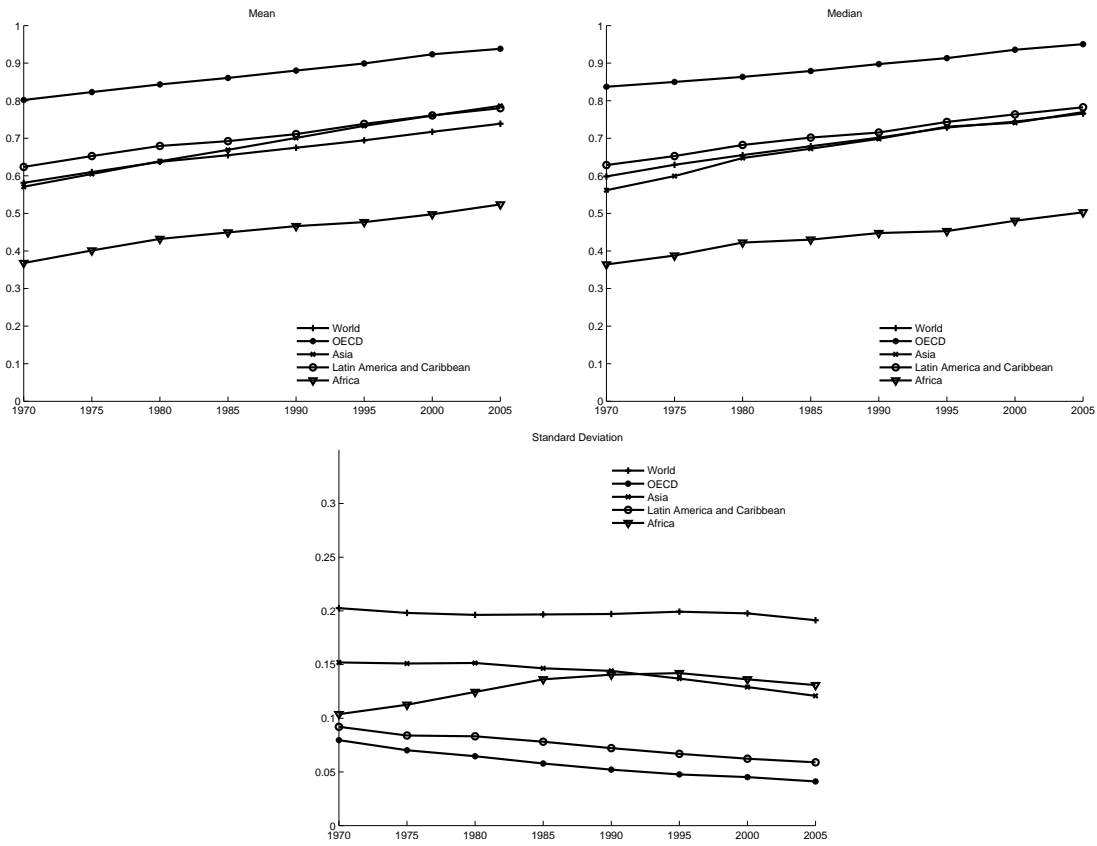 Mean
1
0.9
0.8
0.7
0.6
0.5
0.4
0.3
0.2
0.1
0
1970 1975 1980 1985 1990 1995 2000 2005
World
OECD
Asia
Latin America and Caribbean
Africa
Median
1
0.9
0.8
0.7
0.6
0.5
0.4
0.3
0.2
0.1
0
1970 1975 1980 1985 1990 1995 2000 2005
World
OECD
Asia
Latin America and Caribbean
Africa
Standard Deviation
0.3
0.25
0.2
0.15
0.1
0.05
0
1970 1975 1980 1985 1990 1995 2000 2005
World
OECD
Asia
Latin America and Caribbean
Africa